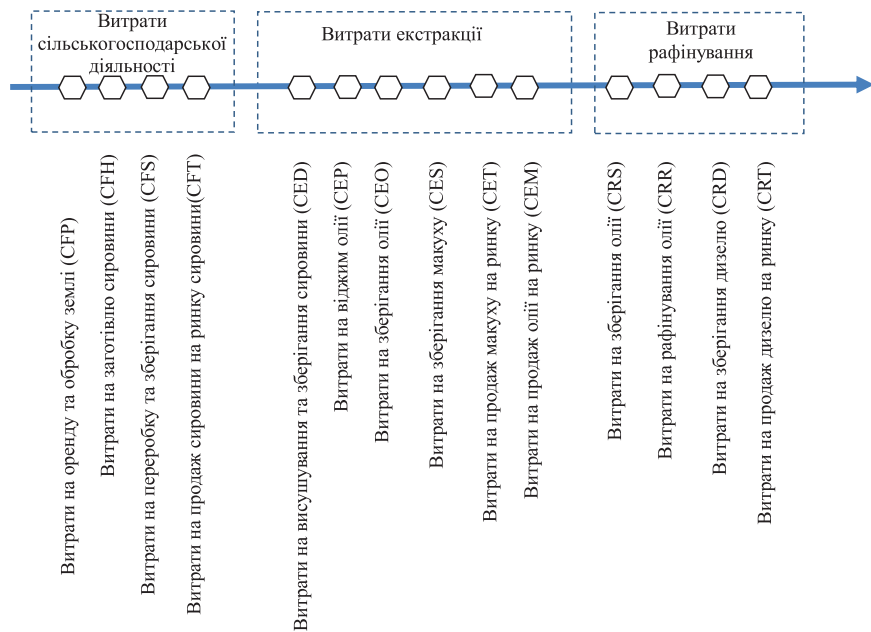 Витрати
сільськогосподарської
діяльності
Витрати екстракції
Витрати
рафінування
Витрати на оренду та обробку землі (CFP)
Витрати на заготівлю сировини (CFH)
Витрати на переробку та зберігання сировини (CFS)
Витрати на продаж сировини на ринку сировини(CFT)
Витрати на висушування та зберігання сировини (CED)
Витрати на віджим олії (CEP)
Витрати на зберігання олії (CEO)
Витрати на зберігання макуху (CES)
Витрати на продаж макуху на ринку (CET)
Витрати на продаж олії на ринку (CEM)
Витрати на зберігання олії (CRS)
Витрати на рафінування олії (CRR)
Витрати на зберігання дизелю (CRD)
Витрати на продаж дизелю на ринку (CRT)